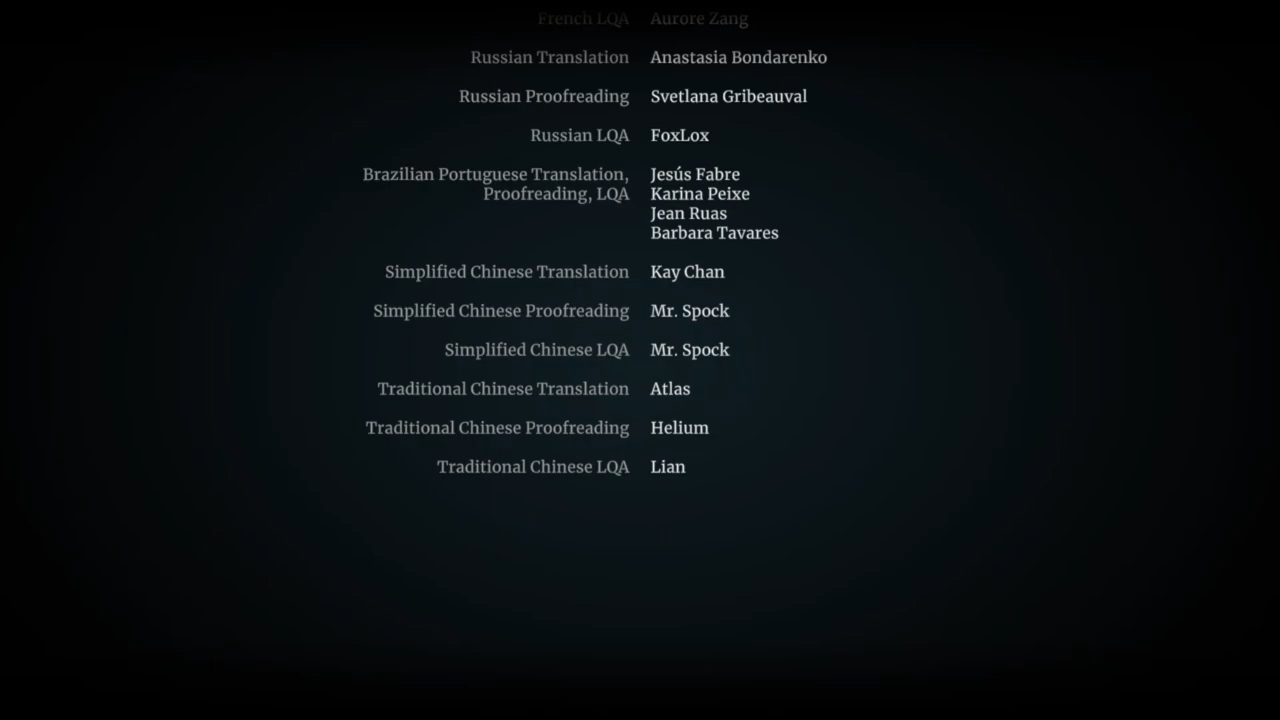 French LQA Aurore Zang
Russian Translation Anastasia Bondarenko
Russian Proofreading Svetlana Gribeauval
Russian LQA FoxLox
Brazilian Portuguese Translation, Jesús Fabre
Proofreading, LQA Karina Peixe
Jean Ruas
Barbara Tavares
Simplified Chinese Translation Kay Chan
Simplified Chinese Proofreading Mr. Spock
Simplified Chinese LQA Mr. Spock
Traditional Chinese Translation Atlas
Traditional Chinese Proofreading Helium
Traditional Chinese LQA Lian